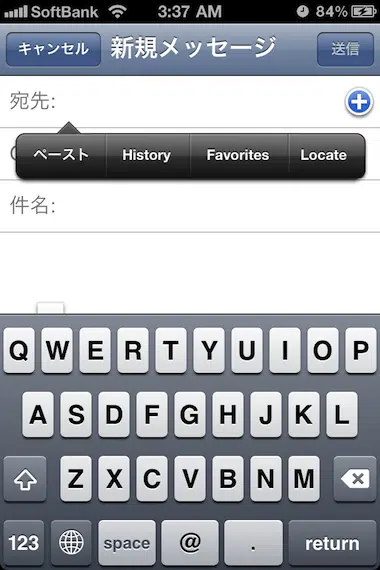 SoftBank 3:37 AM 84%
キャンセル 新規メッセージ 送信
宛先:
ペースト History Favorites Locate
件名:
Q W E R T Y U I O P
A S D F G H J K L
Z X C V B N M
123 space @ . return